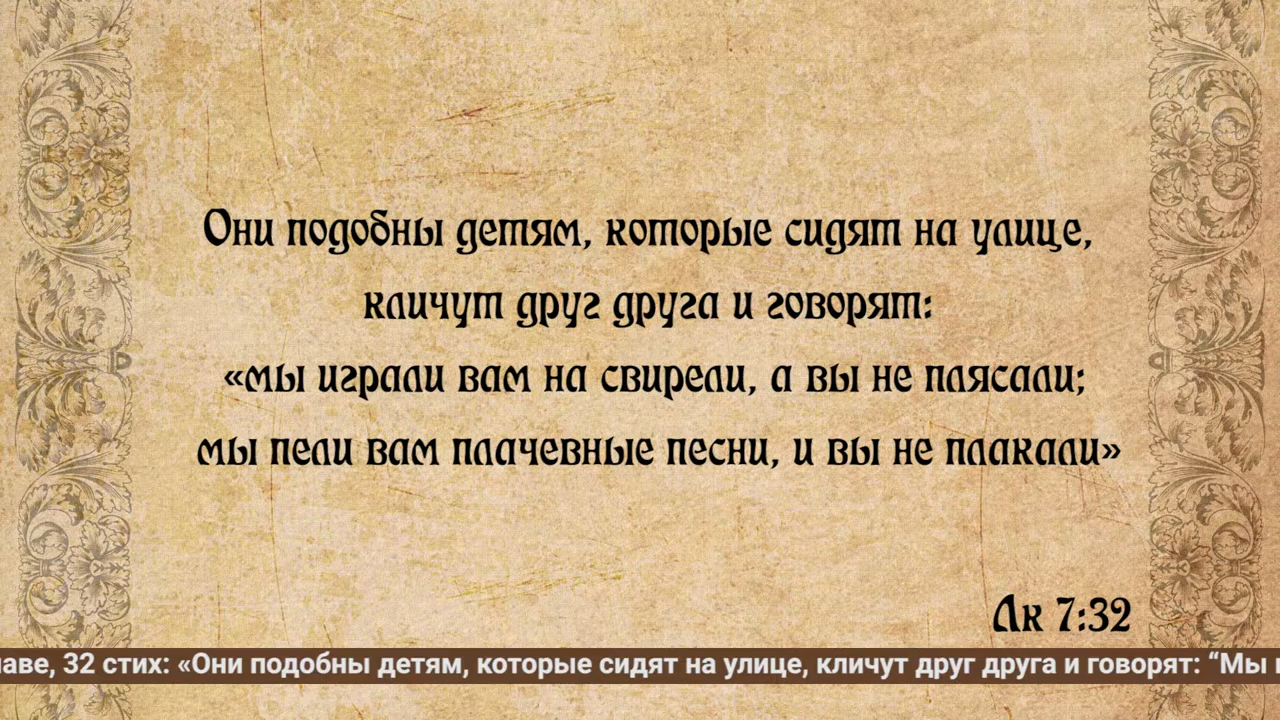 Они подобны детям, которые сидят на улице,
кличут друг друга и говорят:
«мы играли вам на свирели, а вы не плясали;
мы пели вам плачевные песни, и вы не плакали»
Лк 7:32
32 стих: «Они подобны детям, которые сидят на улице, кличут друг друга и говорят: “Мы